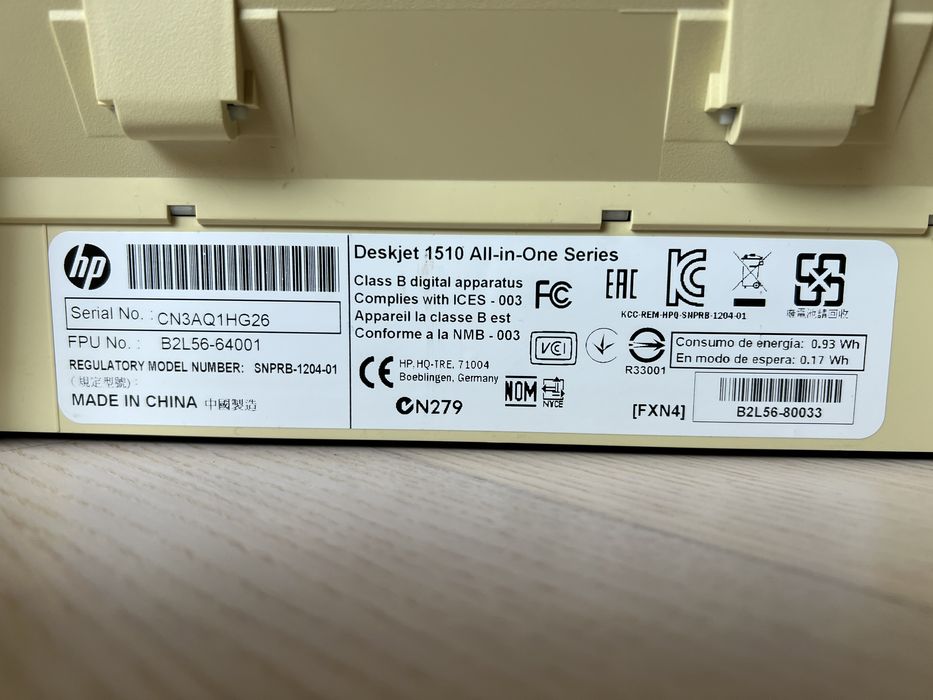 hp
Serial No. : CN3AQ1HG26
FPU No. : B2L56-64001
REGULATORY MODEL NUMBER: SNPRB-1204-01
(規定型號):
MADE IN CHINA 中國製造
Deskjet 1510 All-in-One Series
Class B digital apparatus
Complies with ICES - 003
Appareil la classe B est
Conforme a la NMB - 003
FC
EAC
KCC-REM-HPQ-SNPRB-1204-01
廢電池請回收
CE
HP, HQ-TRE, 71004
Boeblingen, Germany
N279
VCI
R33001
NOM
NYCE
Consumo de energía: 0.93 Wh
En modo de espera: 0.17 Wh
[FXN4]
B2L56-80033